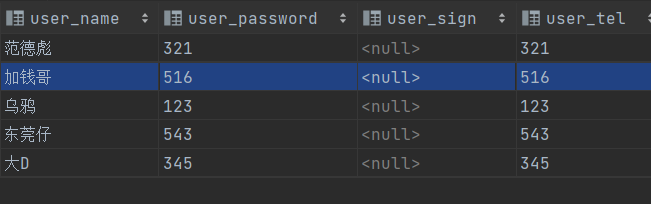 user_name user_password user_sign user_tel
范德彪 321 <null> 321
加钱哥 516 <null> 516
乌鸦 123 <null> 123
东莞仔 543 <null> 543
大D 345 <null> 345